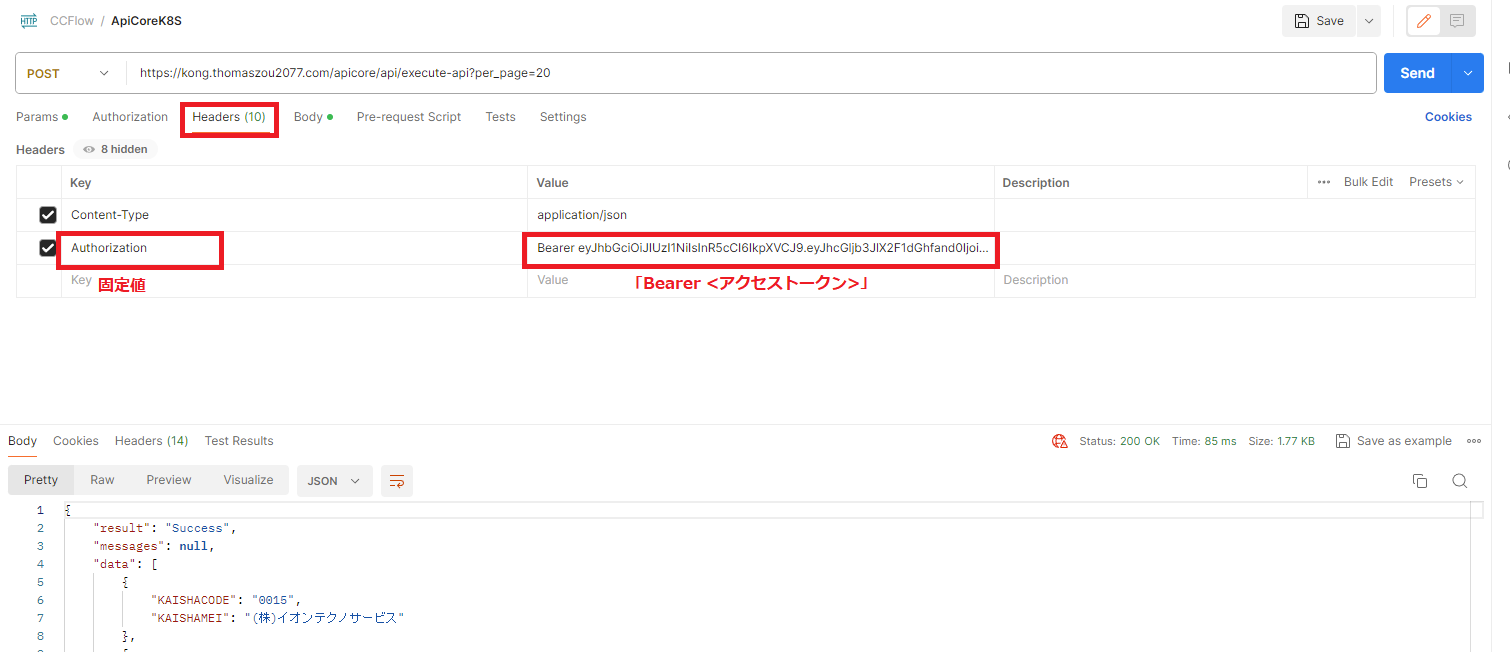 HTTP CCFlow / ApiCoreK8S Save
POST https://kong.thomaszou2077.com/apicore/api/execute-api?per_page=20 Send
Params Authorization Headers (10) Body Pre-request Script Tests Settings Cookies
Headers 8 hidden
Key Value Description ••• Bulk Edit Presets
Content-Type application/json
Authorization Bearer eyJhbGciOiJIUzI1NiIsInR5cCI6IkpXVCJ9.eyJhcGljb3JlX2F1dGhfand0Ijoi...
Key Value Description
固定値 「Bearer <アクセストークン>」
Body Cookies Headers (14) Test Results Status: 200 OK Time: 85 ms Size: 1.77 KB Save as example •••
Pretty Raw Preview Visualize JSON
1 {
2 "result": "Success",
3 "messages": null,
4 "data": [
5 {
6 "KAISHACODE": "0015",
7 "KAISHAMEI": "(株)イオンテクノサービス"
8 },